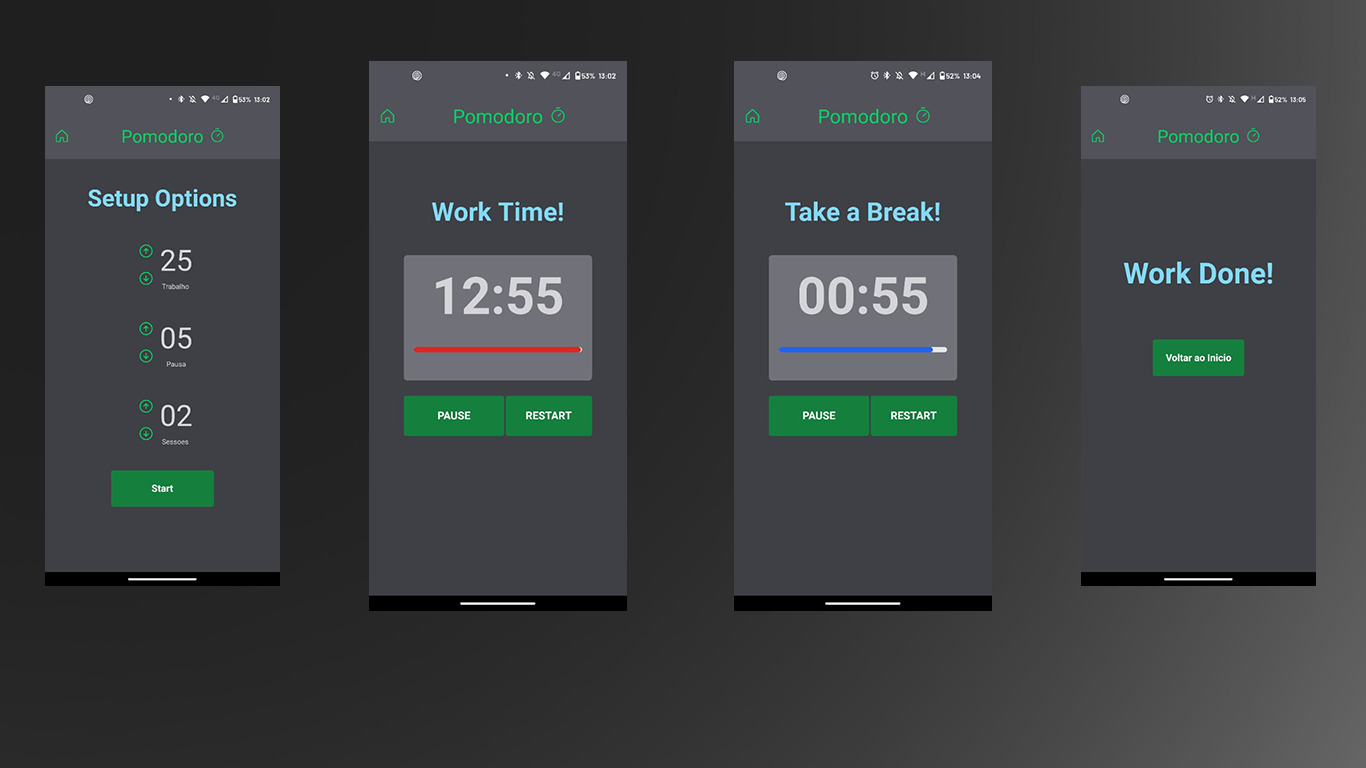 53% 13:02
Pomodoro
Setup Options
25
Trabalho
05
Pausa
02
Sessoes
Start
4G 53% 13:02
Pomodoro
Work Time!
12:55
PAUSE RESTART
H 52% 13:04
Pomodoro
Take a Break!
00:55
PAUSE RESTART
H 52% 13:05
Pomodoro
Work Done!
Voltar ao Inicio